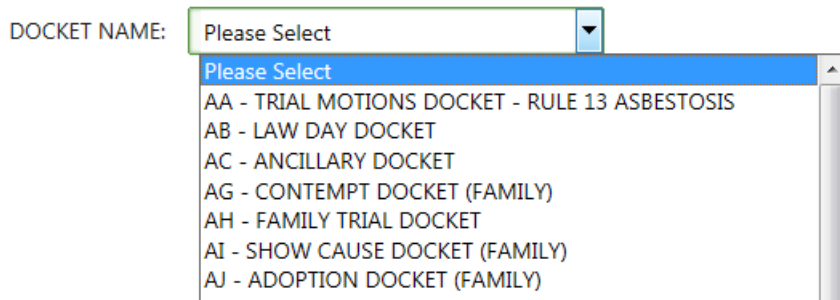 DOCKET NAME: Please Select
Please Select
AA - TRIAL MOTIONS DOCKET - RULE 13 ASBESTOSIS
AB - LAW DAY DOCKET
AC - ANCILLARY DOCKET
AG - CONTEMPT DOCKET (FAMILY)
AH - FAMILY TRIAL DOCKET
AI - SHOW CAUSE DOCKET (FAMILY)
AJ - ADOPTION DOCKET (FAMILY)